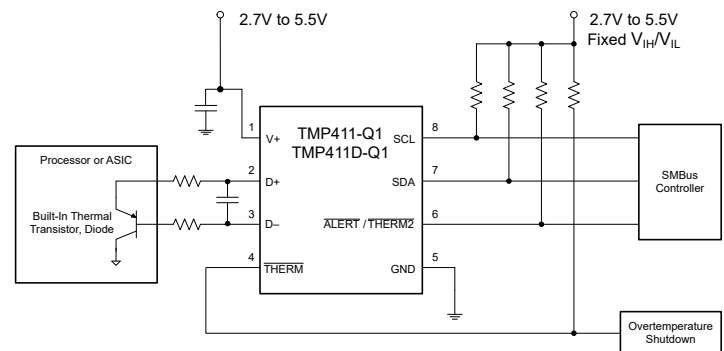 2.7V to 5.5V
2.7V to 5.5V
Fixed VIH/VIL
TMP411-Q1
TMP411D-Q1
1
V+
SCL
8
2
D+
SDA
7
3
D–
ALERT / THERM2
6
4
THERM
GND
5
Processor or ASIC
Built-In Thermal
Transistor, Diode
SMBus
Controller
Overtemperature
Shutdown